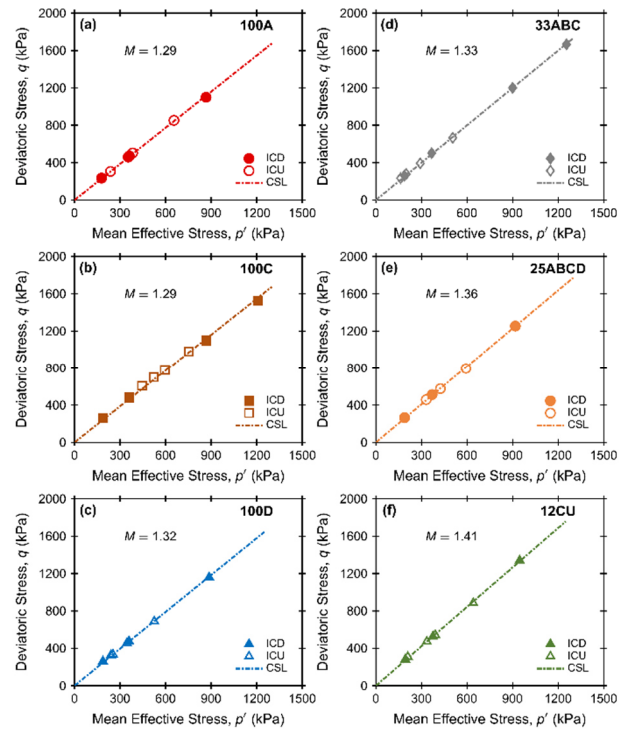 (a) 100A
M = 1.29
2000
1600
1200
800
400
0
Deviatoric Stress, q (kPa)
ICD
ICU
CSL
0 300 600 900 1200 1500
Mean Effective Stress, p′ (kPa)
(d) 33ABC
M = 1.33
2000
1600
1200
800
400
0
Deviatoric Stress, q (kPa)
ICD
ICU
CSL
0 300 600 900 1200 1500
Mean Effective Stress, p′ (kPa)
(b) 100C
M = 1.29
2000
1600
1200
800
400
0
Deviatoric Stress, q (kPa)
ICD
ICU
CSL
0 300 600 900 1200 1500
Mean Effective Stress, p′ (kPa)
(e) 25ABCD
M = 1.36
2000
1600
1200
800
400
0
Deviatoric Stress, q (kPa)
ICD
ICU
CSL
0 300 600 900 1200 1500
Mean Effective Stress, p′ (kPa)
(c) 100D
M = 1.32
2000
1600
1200
800
400
0
Deviatoric Stress, q (kPa)
ICD
ICU
CSL
0 300 600 900 1200 1500
Mean Effective Stress, p′ (kPa)
(f) 12CU
M = 1.41
2000
1600
1200
800
400
0
Deviatoric Stress, q (kPa)
ICD
ICU
CSL
0 300 600 900 1200 1500
Mean Effective Stress, p′ (kPa)